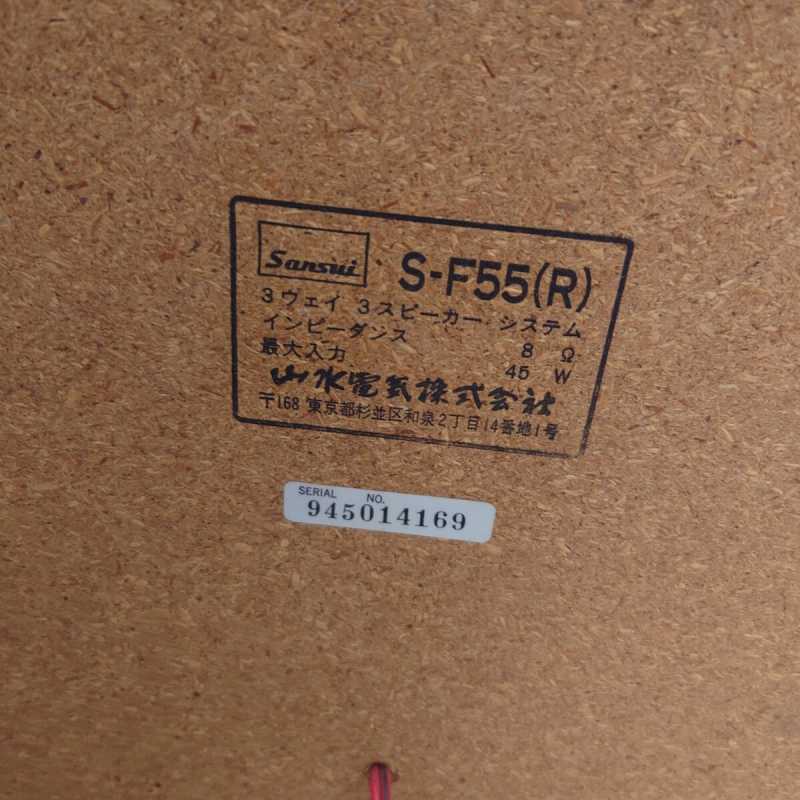 Sansui S-F55(R)
3ヴェイ 3スピーカー システム
インピーダンス 8 Ω
最大入力 45 W
山水電気株式会社
〒168 東京都杉並区和泉2丁目14番地1号
SERIAL NO.
945014169